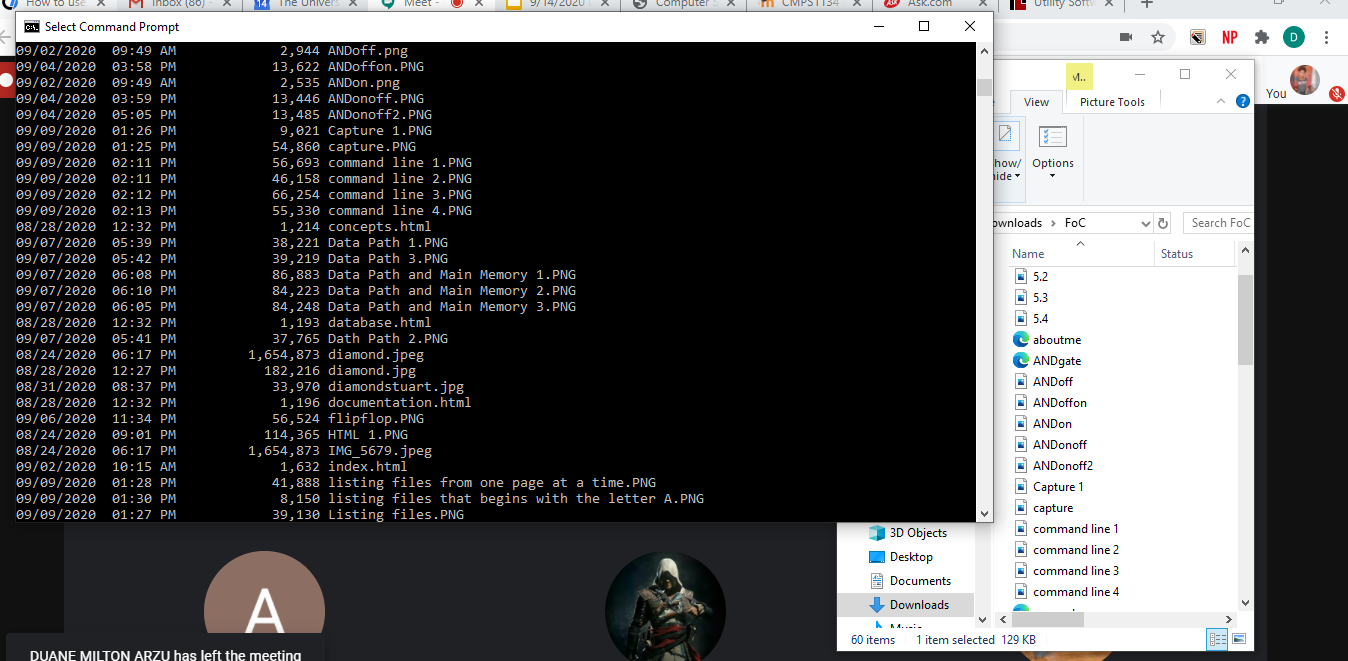 How to use
Inbox (86)
14 The Univers
Meet -
9/14/2020
Computer S
CMPS1134
Ask.com
Utility Softw
Select Command Prompt
09/02/2020 09:49 AM 2,944 ANDoff.png
09/04/2020 03:58 PM 13,622 ANDoffon.PNG
09/02/2020 09:49 AM 2,535 ANDon.png
09/04/2020 03:59 PM 13,446 ANDonoff.PNG
09/04/2020 05:05 PM 13,485 ANDonoff2.PNG
09/09/2020 01:26 PM 9,021 Capture 1.PNG
09/09/2020 01:25 PM 54,860 capture.PNG
09/09/2020 02:11 PM 56,693 command line 1.PNG
09/09/2020 02:11 PM 46,158 command line 2.PNG
09/09/2020 02:12 PM 66,254 command line 3.PNG
09/09/2020 02:13 PM 55,330 command line 4.PNG
08/28/2020 12:32 PM 1,214 concepts.html
09/07/2020 05:39 PM 38,221 Data Path 1.PNG
09/07/2020 05:42 PM 39,219 Data Path 3.PNG
09/07/2020 06:08 PM 86,883 Data Path and Main Memory 1.PNG
09/07/2020 06:10 PM 84,223 Data Path and Main Memory 2.PNG
09/07/2020 06:05 PM 84,248 Data Path and Main Memory 3.PNG
08/28/2020 12:32 PM 1,193 database.html
09/07/2020 05:41 PM 37,765 Dath Path 2.PNG
08/24/2020 06:17 PM 1,654,873 diamond.jpeg
08/28/2020 12:27 PM 182,216 diamond.jpg
08/31/2020 08:37 PM 33,970 diamondstuart.jpg
08/28/2020 12:32 PM 1,196 documentation.html
09/06/2020 11:34 PM 56,524 flipflop.PNG
08/24/2020 09:01 PM 114,365 HTML 1.PNG
08/24/2020 06:17 PM 1,654,873 IMG_5679.jpeg
09/02/2020 10:15 AM 1,632 index.html
09/09/2020 01:28 PM 41,888 listing files from one page at a time.PNG
09/09/2020 01:30 PM 8,150 listing files that begins with the letter A.PNG
09/09/2020 01:27 PM 39,130 Listing files.PNG
NP
D
You
View
Picture Tools
?
how/
ide
Options
ownloads > FoC
Search FoC
Name
Status
5.2
5.3
5.4
aboutme
ANDgate
ANDoff
ANDoffon
ANDon
ANDonoff
ANDonoff2
Capture 1
capture
command line 1
command line 2
command line 3
command line 4
3D Objects
Desktop
Documents
Downloads
60 items 1 item selected 129 KB
A
DUANE MILTON ARZU has left the meeting